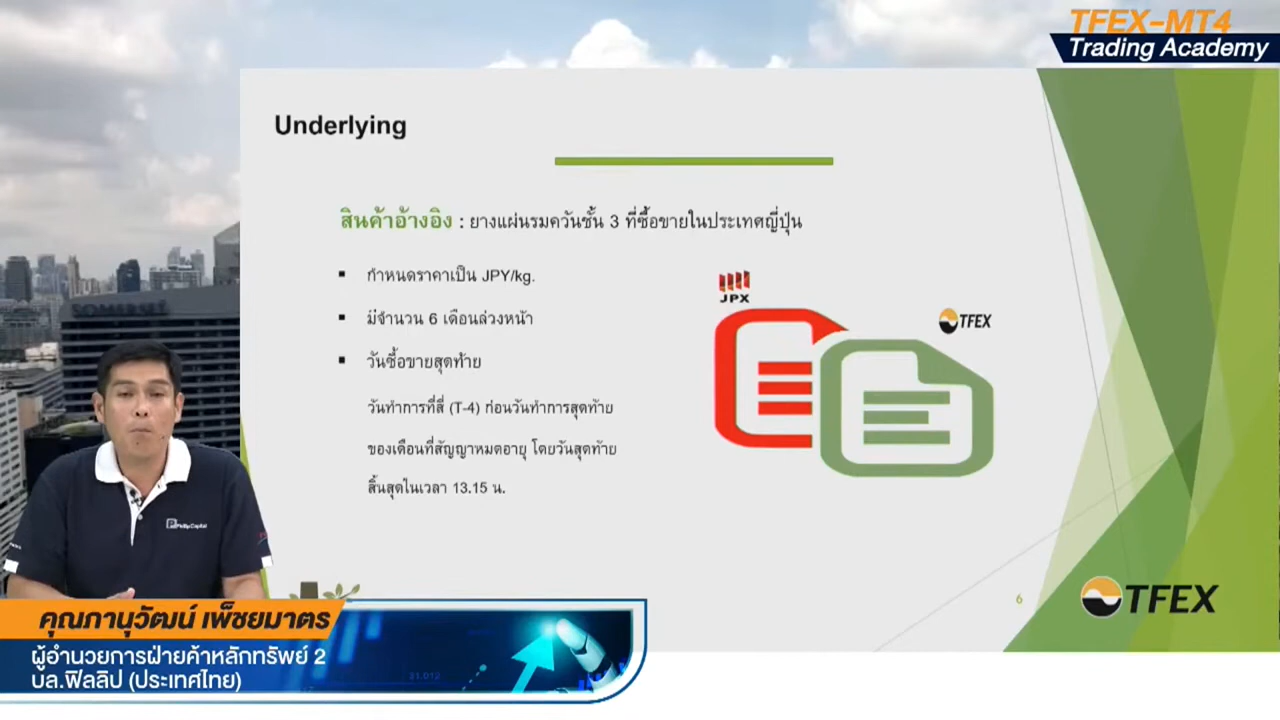 TFEX-MT4
Trading Academy
Underlying
สินค้าอ้างอิง : ยางแผ่นรมควันชั้น 3 ที่ซื้อขายในประเทศญี่ปุ่น
▪ กำหนดราคาเป็น JPY/kg.
▪ มีจำนวน 6 เดือนล่วงหน้า
▪ วันซื้อขายสุดท้าย
วันทำการที่สี่ (T-4) ก่อนวันทำการสุดท้าย
ของเดือนที่สัญญาหมดอายุ โดยวันสุดท้าย
สิ้นสุดในเวลา 13.15 น.
JPX
TFEX
SOMERSET
PhillipCapital
6
TFEX
คุณภานุวัฒน์ เพ็ชยมาตร
ผู้อำนวยการฝ่ายค้าหลักทรัพย์ 2
บล.ฟิลลิป (ประเทศไทย)
21.012